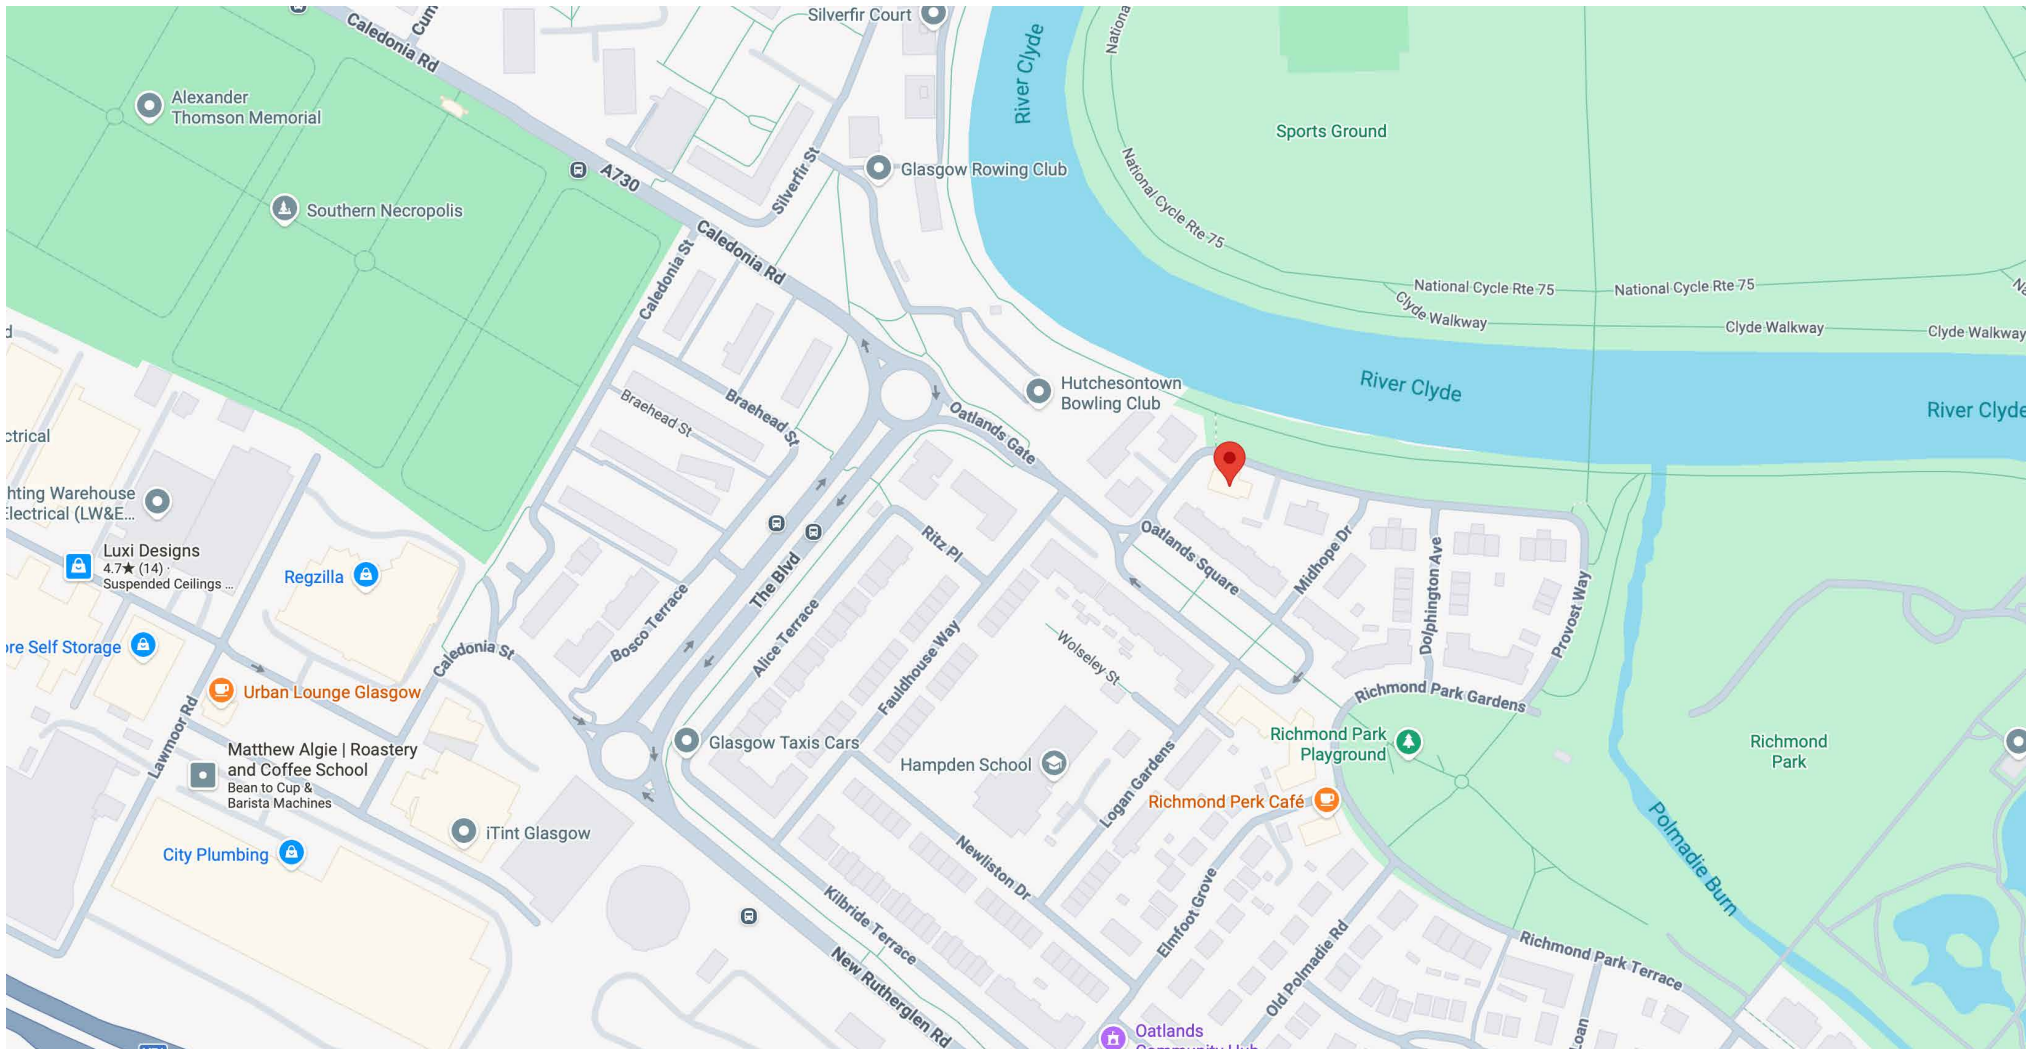 Silverfir Court
Caledonia Rd
Cum
River Clyde
Nationa
Alexander
Thomson Memorial
Sports Ground
A730
Silverfir St
Glasgow Rowing Club
National Cycle Rte 75
Southern Necropolis
Caledonia Rd
Caledonia St
National Cycle Rte 75
National Cycle Rte 75
Na
Clyde Walkway
Clyde Walkway
Clyde Walkway
d
River Clyde
Hutchesontown
Bowling Club
River Clyde
Braehead St
Braehead St
Oatlands Gate
ctrical
hting Warehouse
Electrical (LW&E...
Ritz Pl
Oatlands Square
Midhope Dr
Dolphington Ave
Provost Way
Luxi Designs
4.7★ (14) ·
Suspended Ceilings ...
Regzilla
The Blvd
Bosco Terrace
Alice Terrace
Fauldhouse Way
Wolseley St
ore Self Storage
Caledonia St
Urban Lounge Glasgow
Richmond Park Gardens
Lawmoor Rd
Glasgow Taxis Cars
Richmond Park
Playground
Richmond
Park
Matthew Algie | Roastery
and Coffee School
Bean to Cup &
Barista Machines
Hampden School
Logan Gardens
Richmond Perk Café
iTint Glasgow
City Plumbing
Newliston Dr
Polmadie Burn
Kilbride Terrace
Elmfoot Grove
Old Polmadie Rd
Richmond Park Terrace
New Rutherglen Rd
Oatlands
Community Hub
Loan